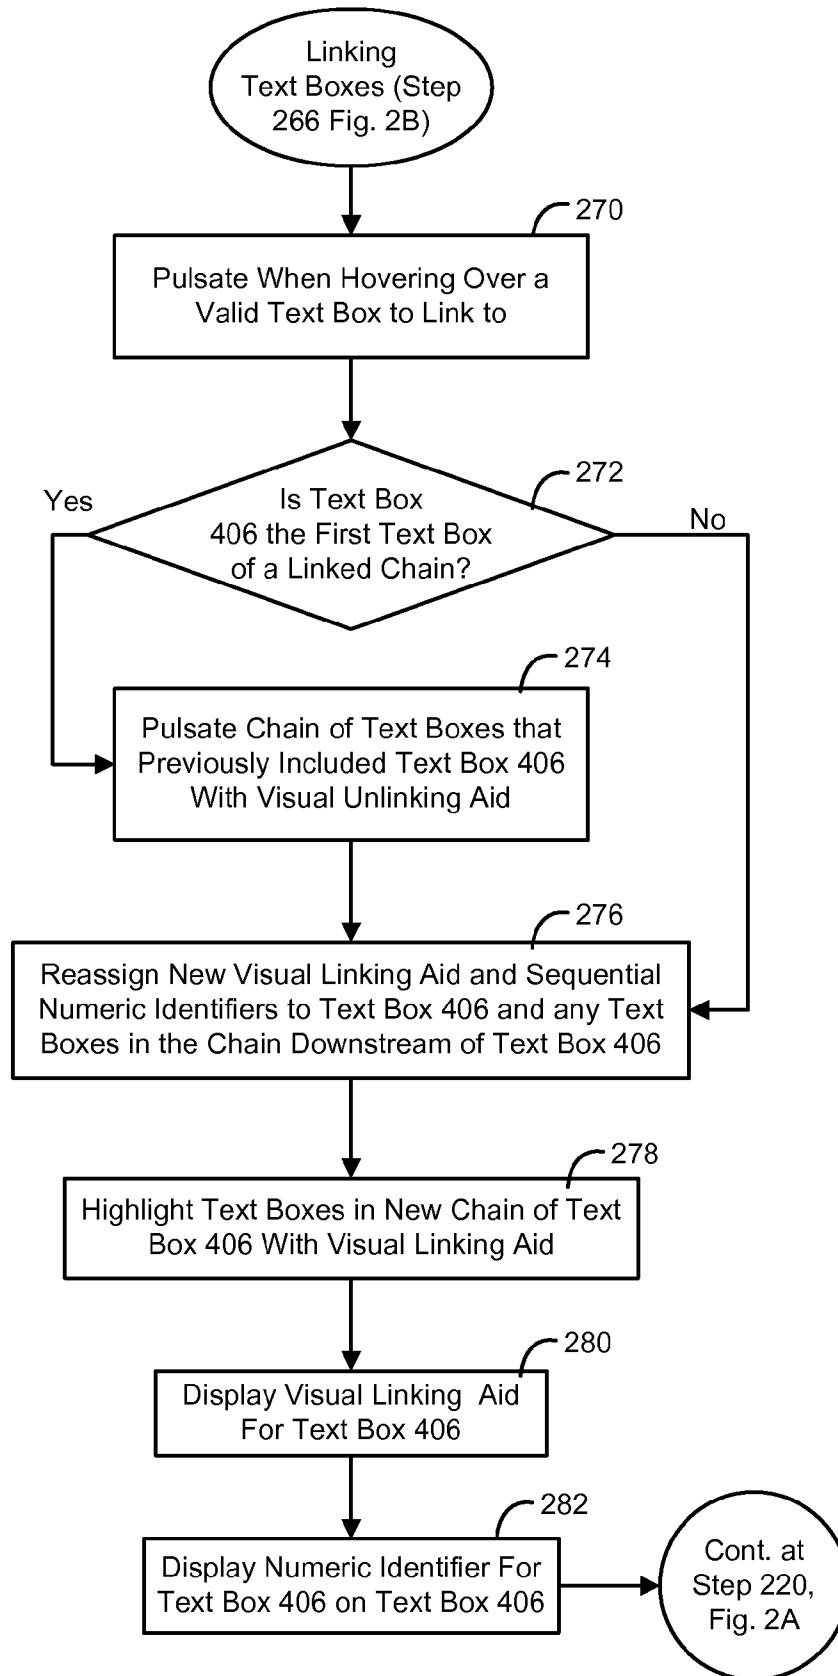 Linking
Text Boxes (Step
266 Fig. 2B)
270
Pulsate When Hovering Over a
Valid Text Box to Link to
272
Yes
Is Text Box
406 the First Text Box
of a Linked Chain?
No
274
Pulsate Chain of Text Boxes that
Previously Included Text Box 406
With Visual Unlinking Aid
276
Reassign New Visual Linking Aid and Sequential
Numeric Identifiers to Text Box 406 and any Text
Boxes in the Chain Downstream of Text Box 406
278
Highlight Text Boxes in New Chain of Text
Box 406 With Visual Linking Aid
280
Display Visual Linking Aid
For Text Box 406
282
Display Numeric Identifier For
Text Box 406 on Text Box 406
Cont. at
Step 220,
Fig. 2A